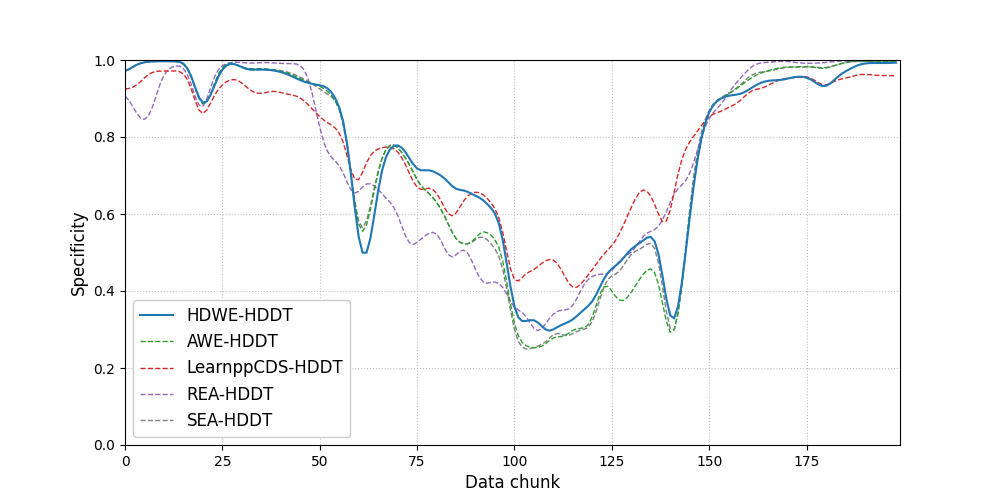 1.0
0.8
0.6
0.4
0.2
0.0
Specificity
HDWE-HDDT
AWE-HDDT
LearnppCDS-HDDT
REA-HDDT
SEA-HDDT
0 25 50 75 100 125 150 175
Data chunk